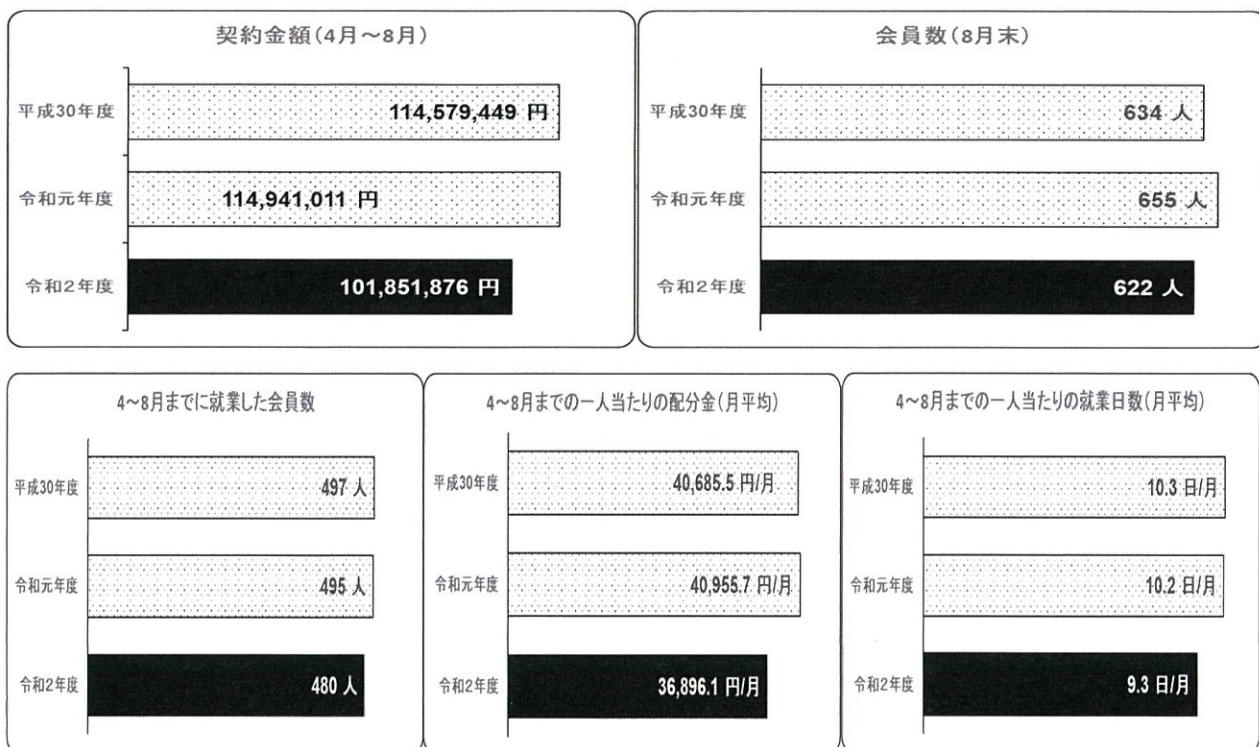 契約金額(4月～8月)
平成30年度
114,579,449 円
令和元年度
114,941,011 円
令和2年度
101,851,876 円
会員数(8月末)
平成30年度
634 人
令和元年度
655 人
令和2年度
622 人
4～8月までに就業した会員数
平成30年度
497 人
令和元年度
495 人
令和2年度
480 人
4～8月までの一人当たりの配分金(月平均)
平成30年度
40,685.5 円/月
令和元年度
40,955.7 円/月
令和2年度
36,896.1 円/月
4～8月までの一人当たりの就業日数(月平均)
平成30年度
10.3 日/月
令和元年度
10.2 日/月
令和2年度
9.3 日/月